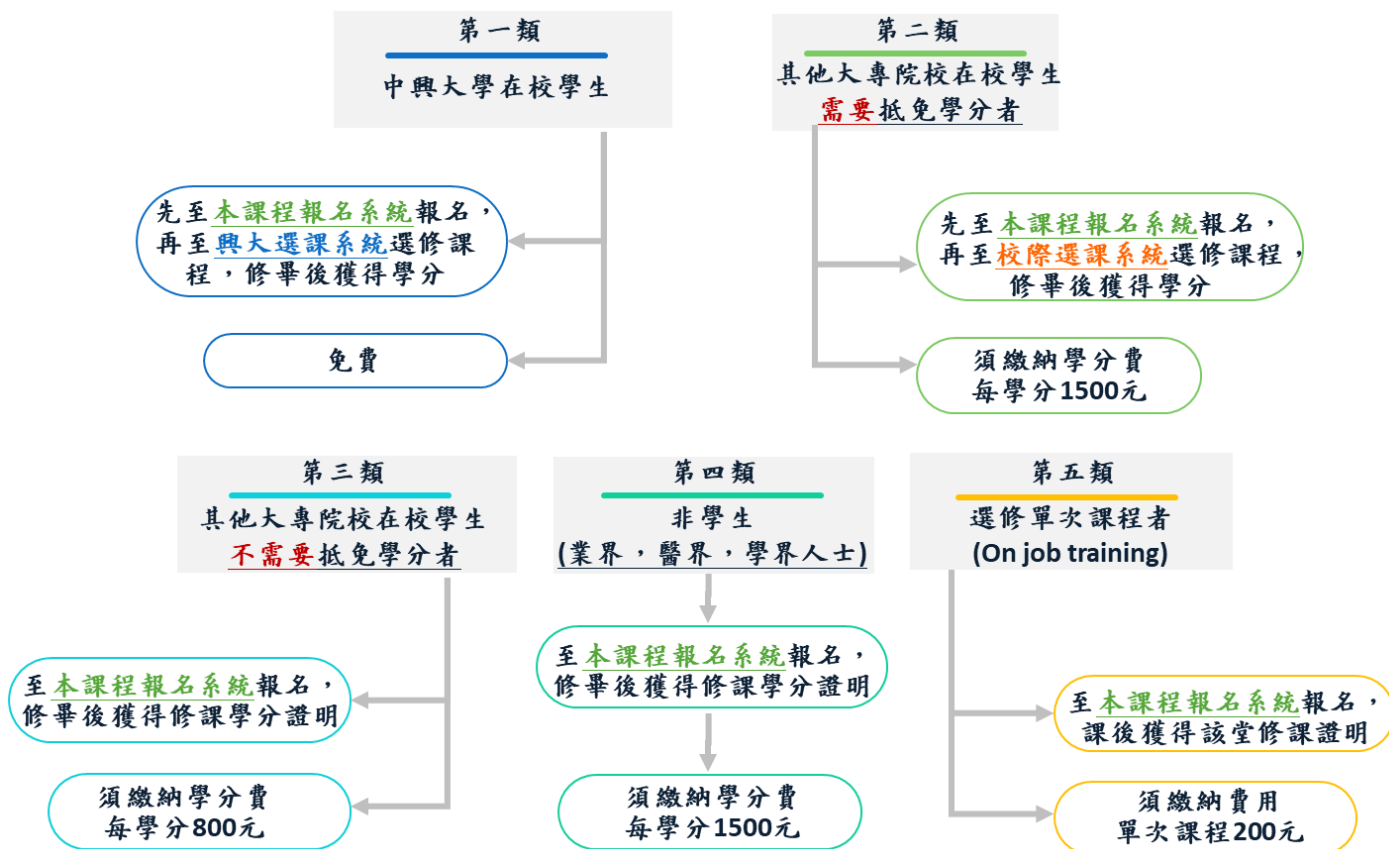 第一類
中興大學在校學生
先至本課程報名系統報名，
再至興大選課系統選修課
程，修畢後獲得學分
免費
第二類
其他大專院校在校學生
需要抵免學分者
先至本課程報名系統報名，
再至校際選課系統選修課程，
修畢後獲得學分
須繳納學分費
每學分1500元
第三類
其他大專院校在校學生
不需要抵免學分者
至本課程報名系統報名，
修畢後獲得修課學分證明
須繳納學分費
每學分800元
第四類
非學生
(業界，醫界，學界人士)
至本課程報名系統報名，
修畢後獲得修課學分證明
須繳納學分費
每學分1500元
第五類
選修單次課程者
(On job training)
至本課程報名系統報名，
課後獲得該堂修課證明
須繳納費用
單次課程200元